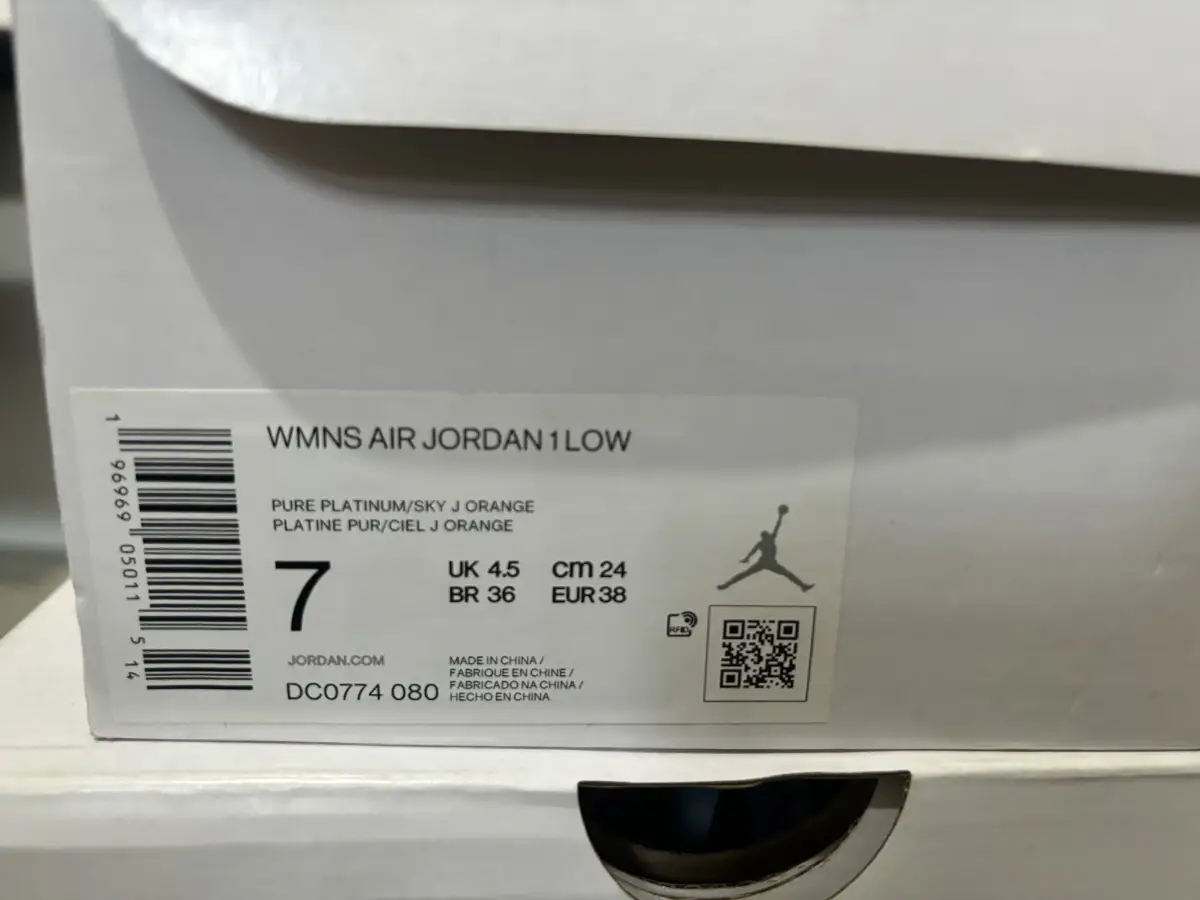 WMNS AIR JORDAN 1 LOW
PURE PLATINUM/SKY J ORANGE
PLATINE PUR/CIEL J ORANGE
7
UK 4.5 cm 24
BR 36 EUR 38
JORDAN.COM
DC0774 080
MADE IN CHINA /
FABRIQUE EN CHINE /
FABRICADO NA CHINA /
HECHO EN CHINA
RFID
1 96969 05011 5 14